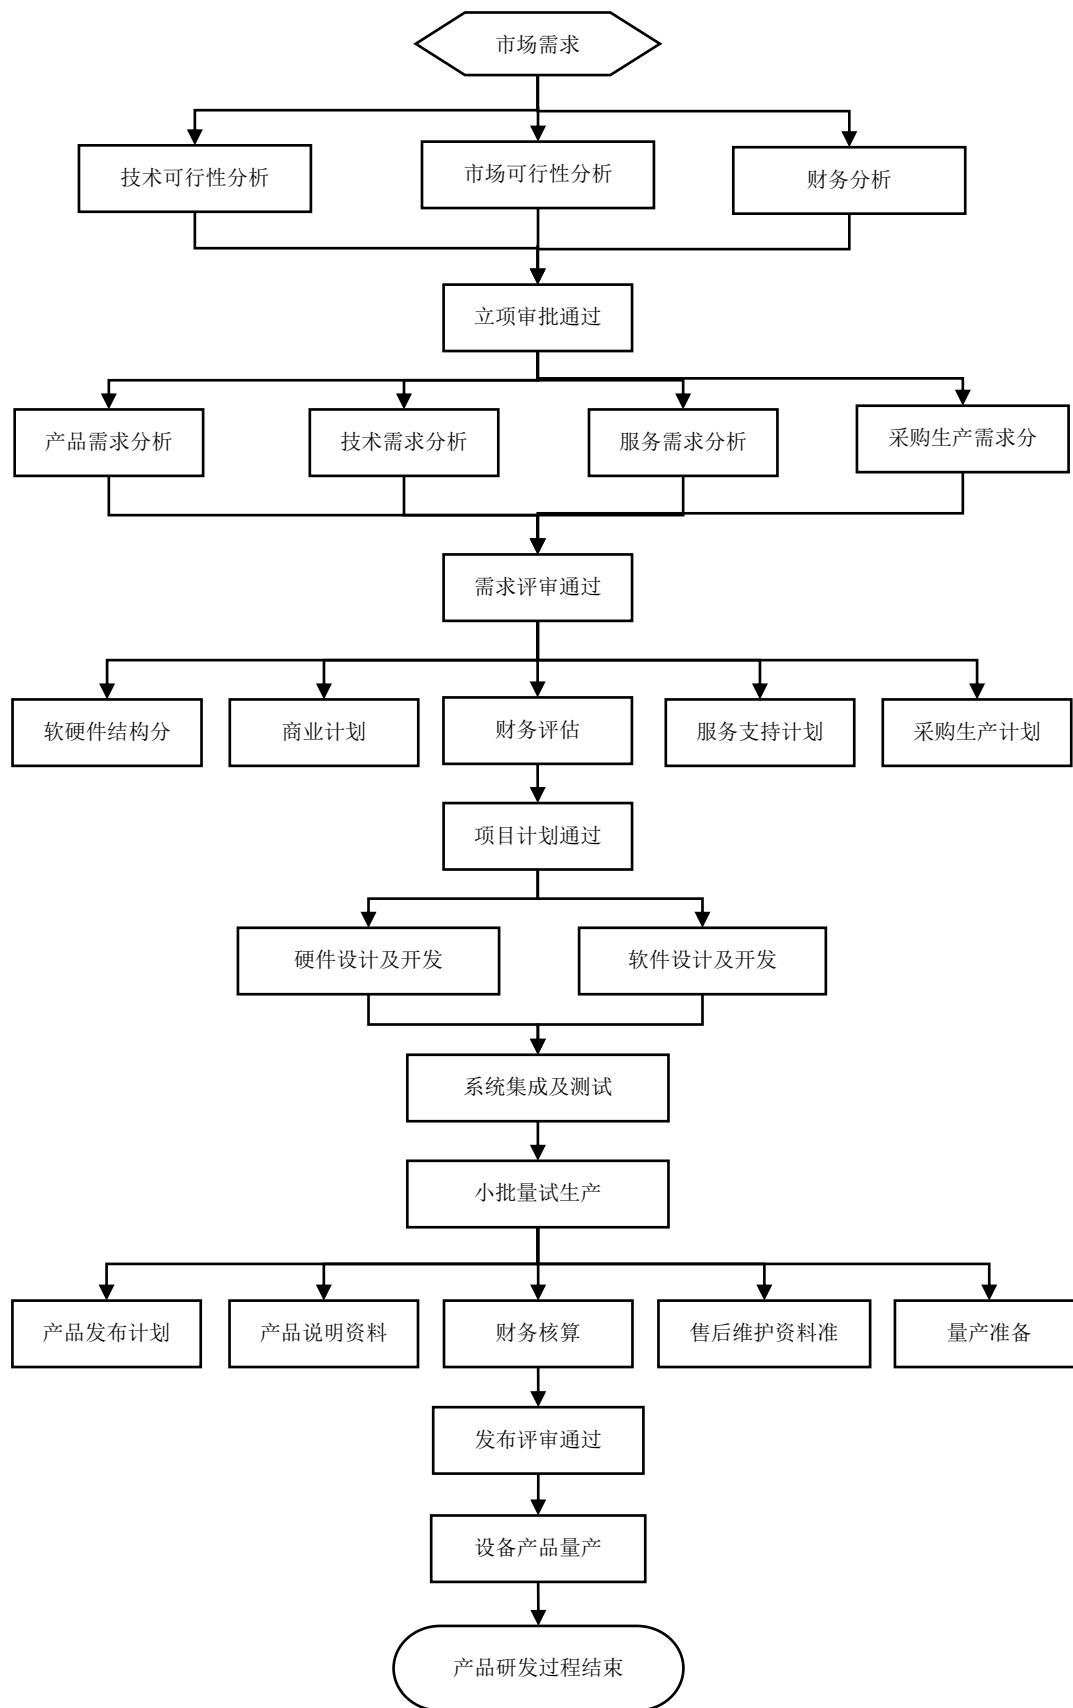 市场需求
技术可行性分析
市场可行性分析
财务分析
立项审批通过
产品需求分析
技术需求分析
服务需求分析
采购生产需求分
需求评审通过
软硬件结构分
商业计划
财务评估
服务支持计划
采购生产计划
项目计划通过
硬件设计及开发
软件设计及开发
系统集成及测试
小批量试生产
产品发布计划
产品说明资料
财务核算
售后维护资料准
量产准备
发布评审通过
设备产品量产
产品研发过程结束